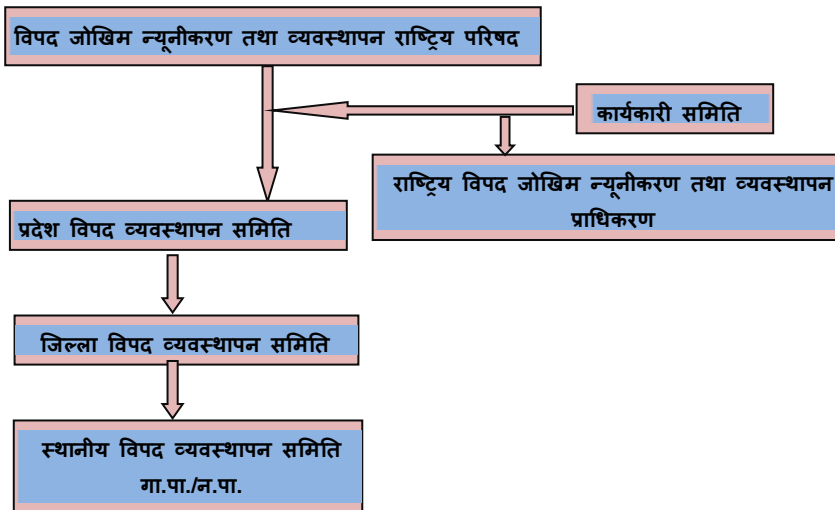 विपद जोखिम न्यूनीकरण तथा व्यवस्थापन राष्ट्रिय परिषद
कार्यकारी समिति
राष्ट्रिय विपद जोखिम न्यूनीकरण तथा व्यवस्थापन
प्राधिकरण
प्रदेश विपद व्यवस्थापन समिति
जिल्ला विपद व्यवस्थापन समिति
स्थानीय विपद व्यवस्थापन समिति
गा.पा./न.पा.